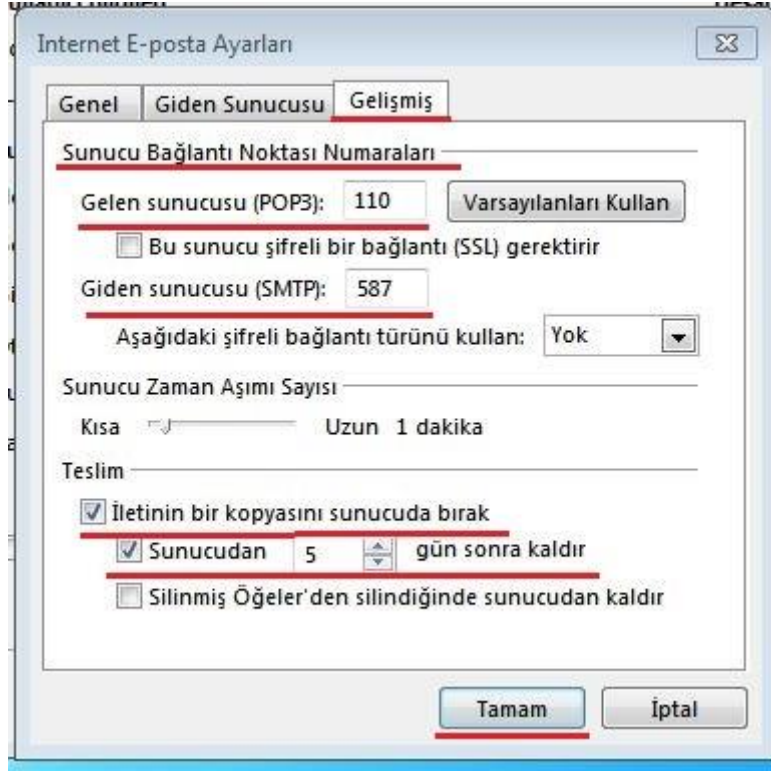 Internet E-posta Ayarları
Genel Giden Sunucusu Gelişmiş
Sunucu Bağlantı Noktası Numaraları
Gelen sunucusu (POP3): 110 Varsayılanları Kullan
Bu sunucu şifreli bir bağlantı (SSL) gerektirir
Giden sunucusu (SMTP): 587
Aşağıdaki şifreli bağlantı türünü kullan: Yok
Sunucu Zaman Aşımı Sayısı
Kısa Uzun 1 dakika
Teslim
İletinin bir kopyasını sunucuda bırak
Sunucudan 5 gün sonra kaldır
Silinmiş Öğeler'den silindiğinde sunucudan kaldır
Tamam İptal